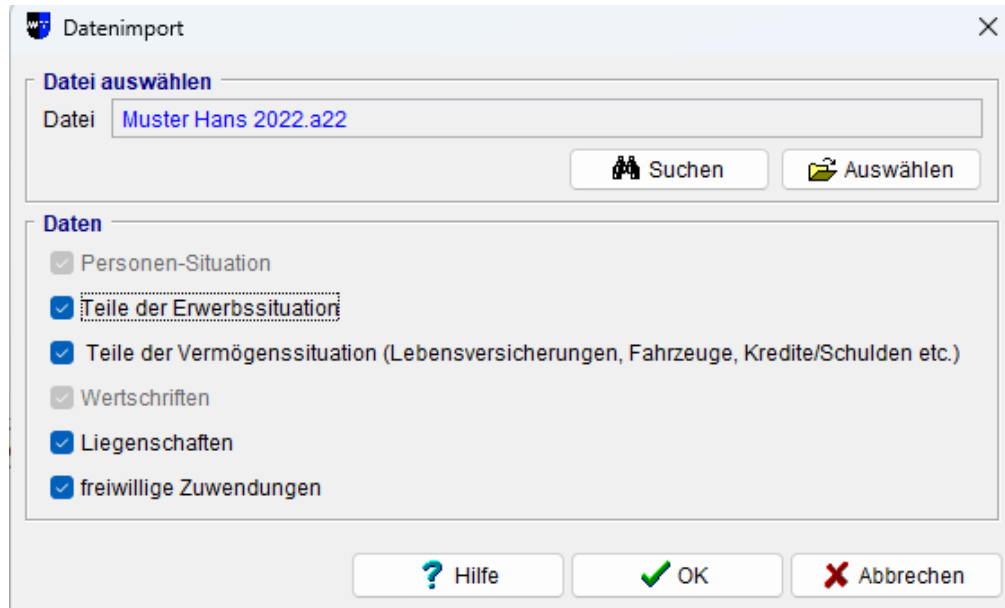 Datenimport
Datei auswählen
Datei Muster Hans 2022.a22
Suchen Auswählen
Daten
Personen-Situation
Teile der Erwerbssituation
Teile der Vermögenssituation (Lebensversicherungen, Fahrzeuge, Kredite/Schulden etc.)
Wertschriften
Liegenschaften
freiwillige Zuwendungen
Hilfe OK Abbrechen